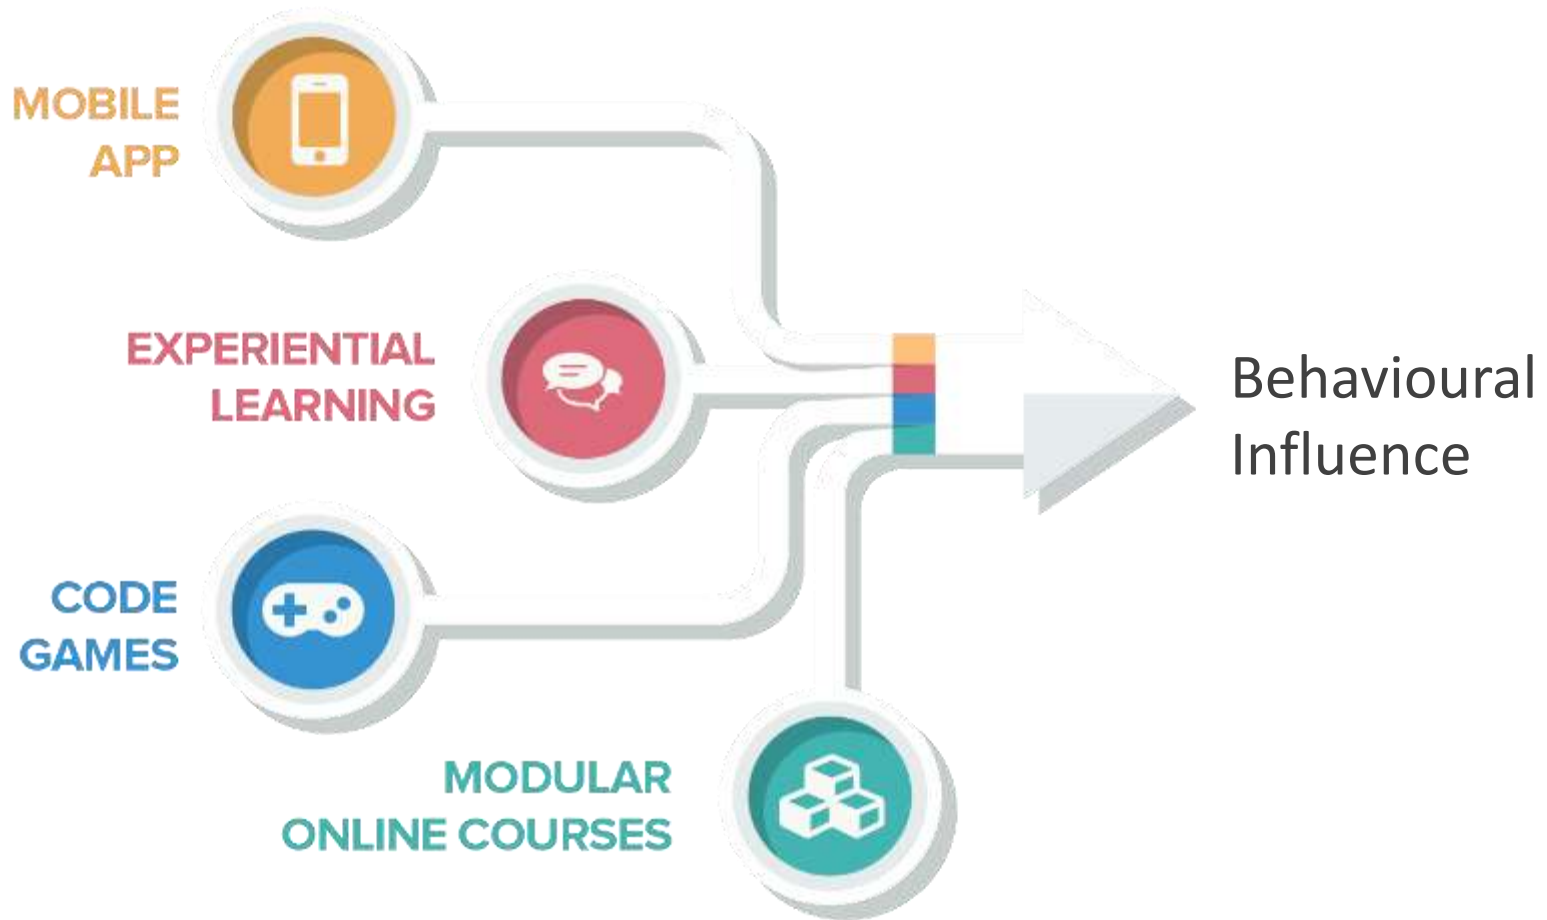 MOBILE
APP
EXPERIENTIAL
LEARNING
Behavioural
Influence
CODE
GAMES
MODULAR
ONLINE COURSES